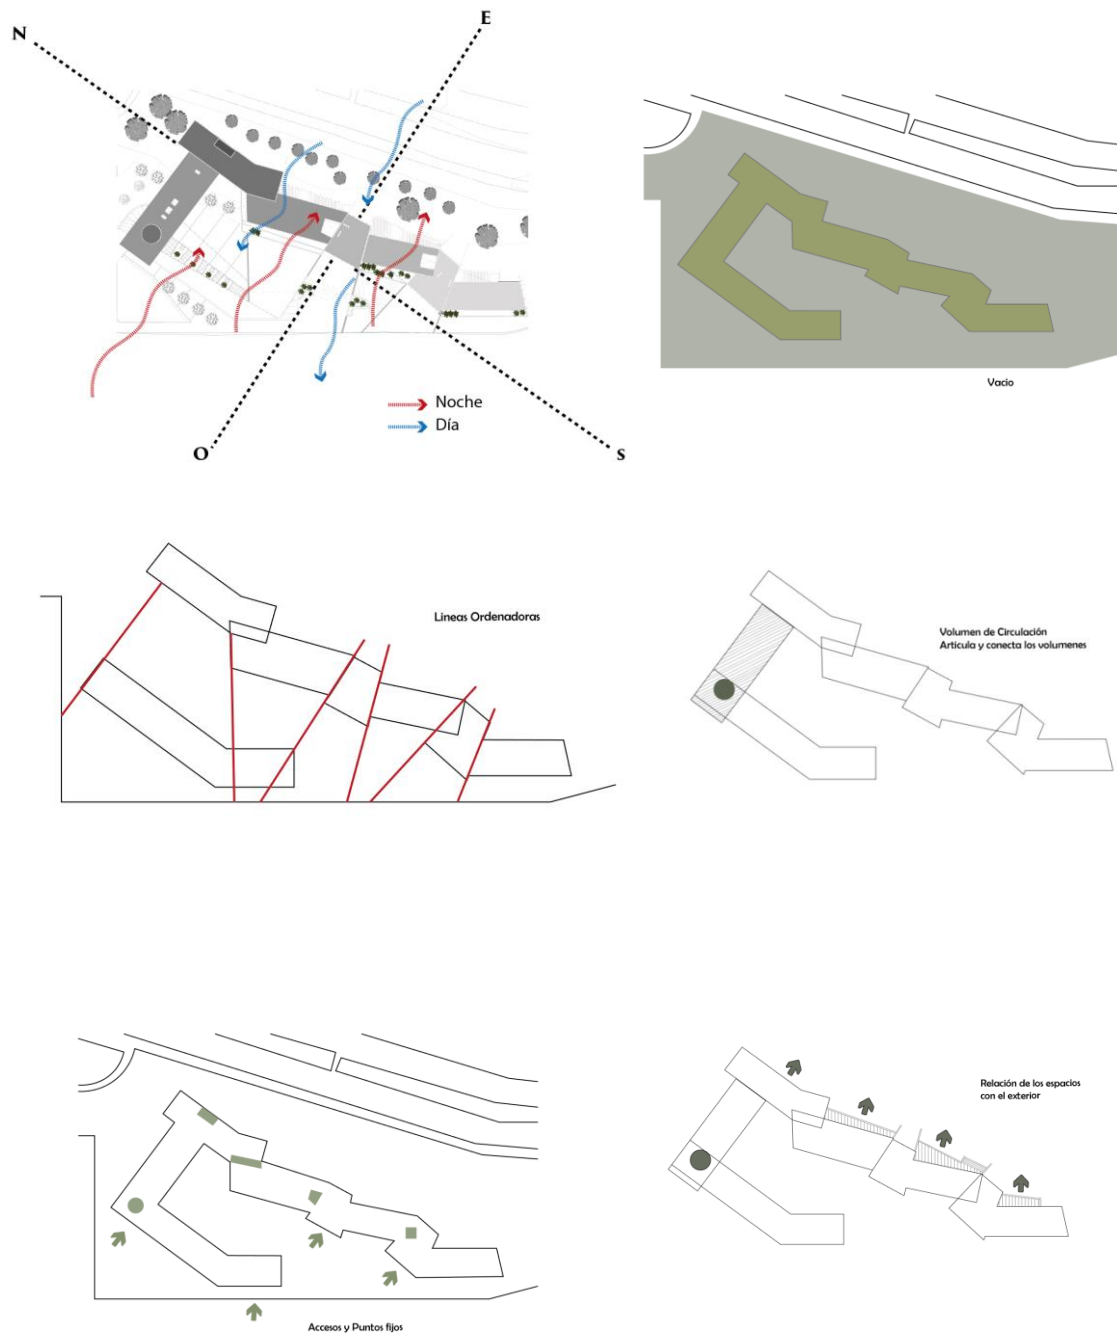 N
E
Noche
Día
O
s
Vacio
Lineas Ordenadoras
Volumen de Circulación
Articula y conecta los volumenes
Relación de los espacios
con el exterior
Accesos y Puntos fijos